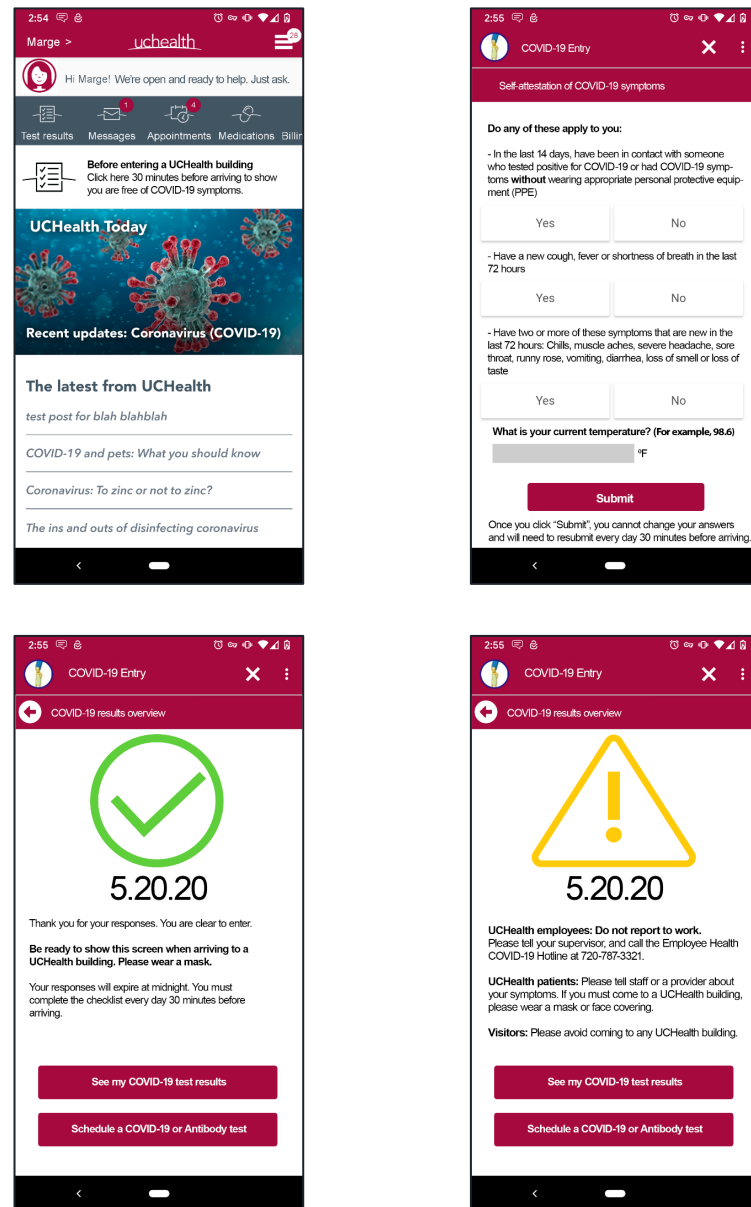 2:54
Marge >
uchealth
28
Hi Marge! We're open and ready to help. Just ask.
1
4
Test results Messages Appointments Medications Billin
Before entering a UCHealth building
Click here 30 minutes before arriving to show
you are free of COVID-19 symptoms.
UCHealth Today
Recent updates: Coronavirus (COVID-19)
The latest from UCHealth
test post for blah blahblah
COVID-19 and pets: What you should know
Coronavirus: To zinc or not to zinc?
The ins and outs of disinfecting coronavirus
2:55
COVID-19 Entry
Self-attestation of COVID-19 symptoms
Do any of these apply to you:
- In the last 14 days, have been in contact with someone
who tested positive for COVID-19 or had COVID-19 symp-
toms without wearing appropriate personal protective equip-
ment (PPE)
Yes No
- Have a new cough, fever or shortness of breath in the last
72 hours
Yes No
- Have two or more of these symptoms that are new in the
last 72 hours: Chills, muscle aches, severe headache, sore
throat, runny rose, vomiting, diarrhea, loss of smell or loss of
taste
Yes No
What is your current temperature? (For example, 98.6)
ºF
Submit
Once you click “Submit”, you cannot change your answers
and will need to resubmit every day 30 minutes before arriving.
2:55
COVID-19 Entry
COVID-19 results overview
5.20.20
Thank you for your responses. You are clear to enter.
Be ready to show this screen when arriving to a
UCHealth building. Please wear a mask.
Your responses will expire at midnight. You must
complete the checklist every day 30 minutes before
arriving.
See my COVID-19 test results
Schedule a COVID-19 or Antibody test
2:55
COVID-19 Entry
COVID-19 results overview
5.20.20
UCHealth employees: Do not report to work.
Please tell your supervisor, and call the Employee Health
COVID-19 Hotline at 720-787-3321.
UCHealth patients: Please tell staff or a provider about
your symptoms. If you must come to a UCHealth building,
please wear a mask or face covering.
Visitors: Please avoid coming to any UCHealth building.
See my COVID-19 test results
Schedule a COVID-19 or Antibody test